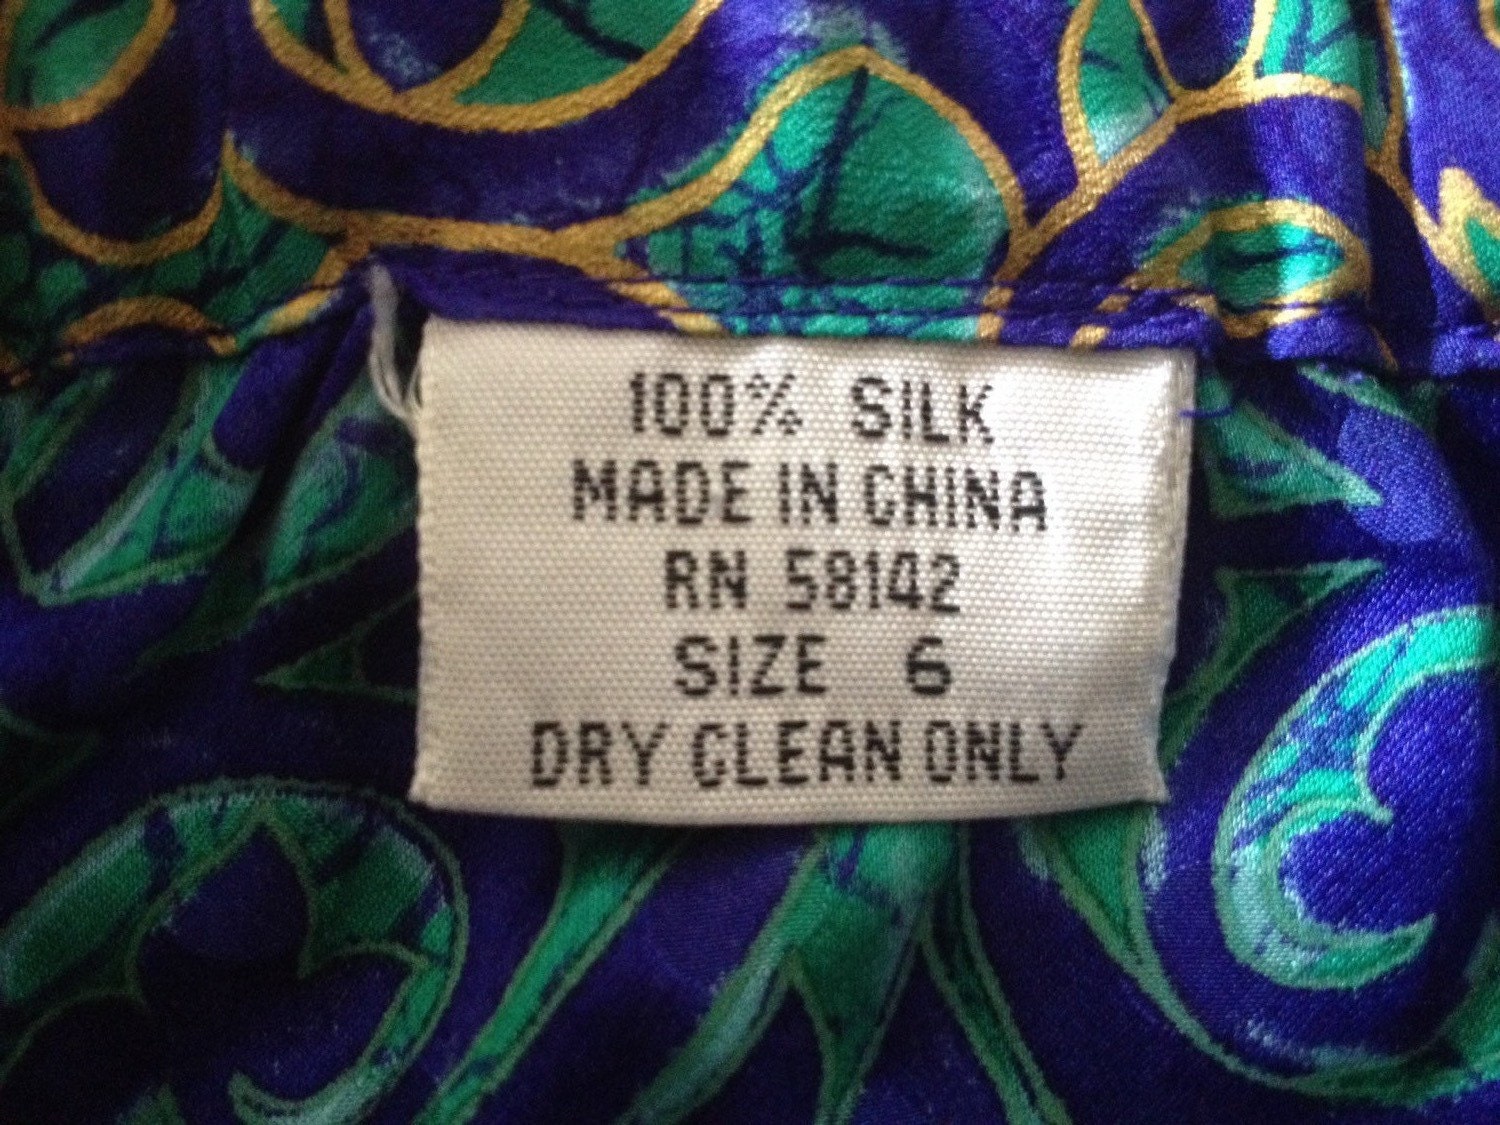 100% SILK
MADE IN CHINA
RN 58142
SIZE 6
DRY CLEAN ONLY